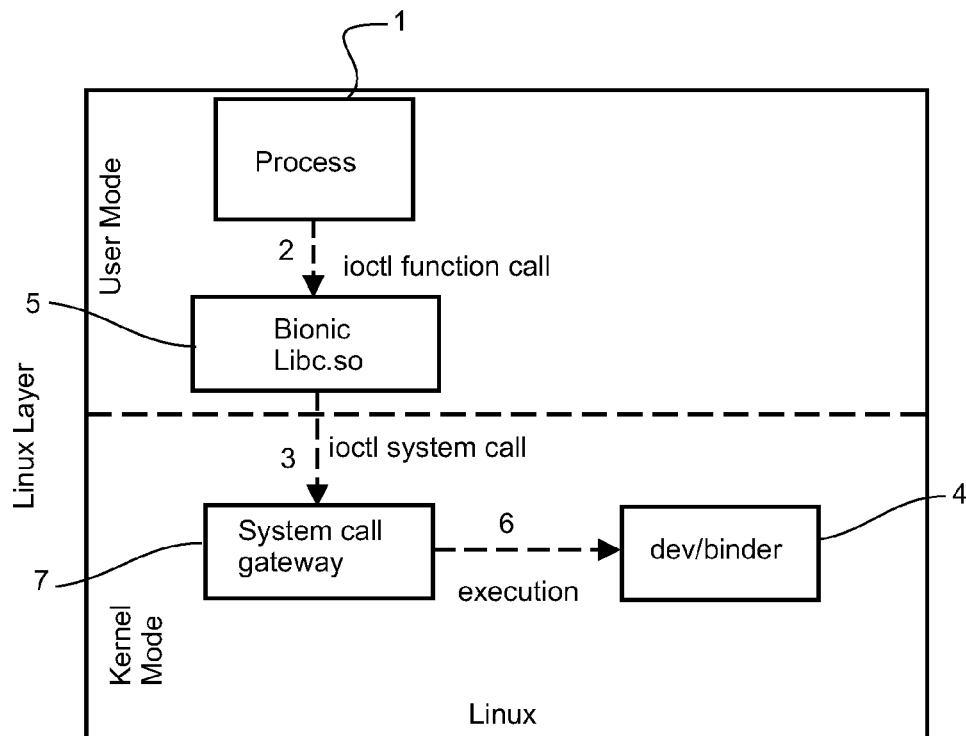 1
Process
User Mode
2
ioctl function call
5
Bionic
Libc.so
Linux Layer
3
ioctl system call
4
System call
gateway
6
execution
dev/binder
7
Kernel
Mode
Linux